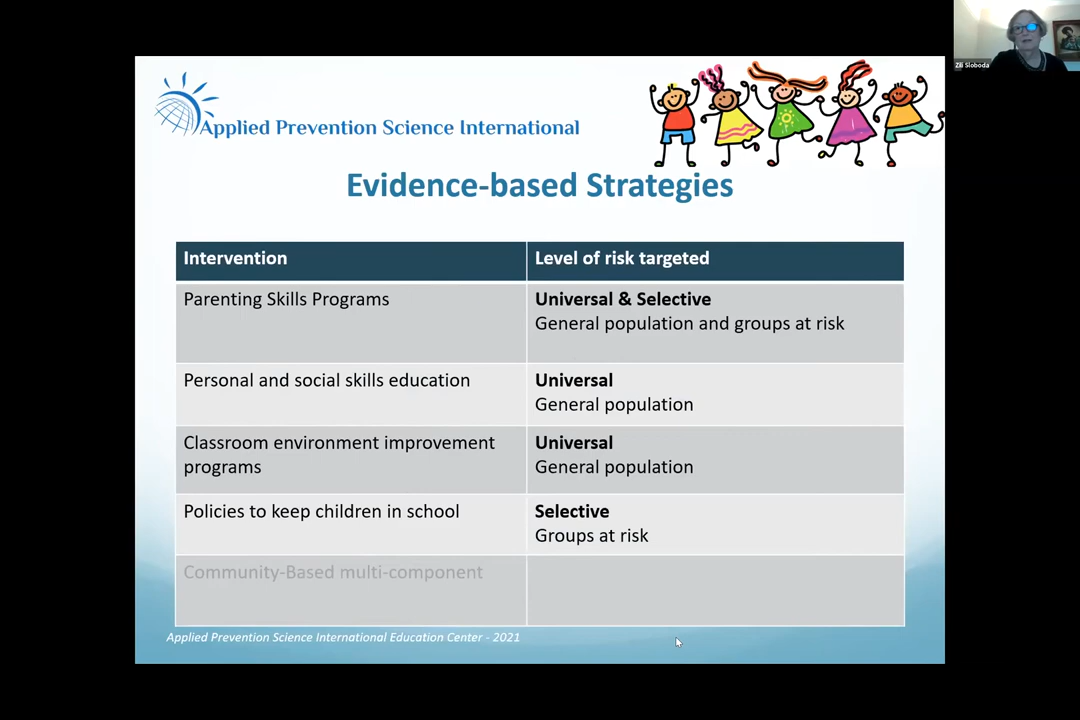 Zili Sloboda
Applied Prevention Science International
Evidence-based Strategies
Intervention
Level of risk targeted
Parenting Skills Programs
Universal & Selective
General population and groups at risk
Personal and social skills education
Universal
General population
Classroom environment improvement
programs
Universal
General population
Policies to keep children in school
Selective
Groups at risk
Community-Based multi-component
Applied Prevention Science International Education Center - 2021